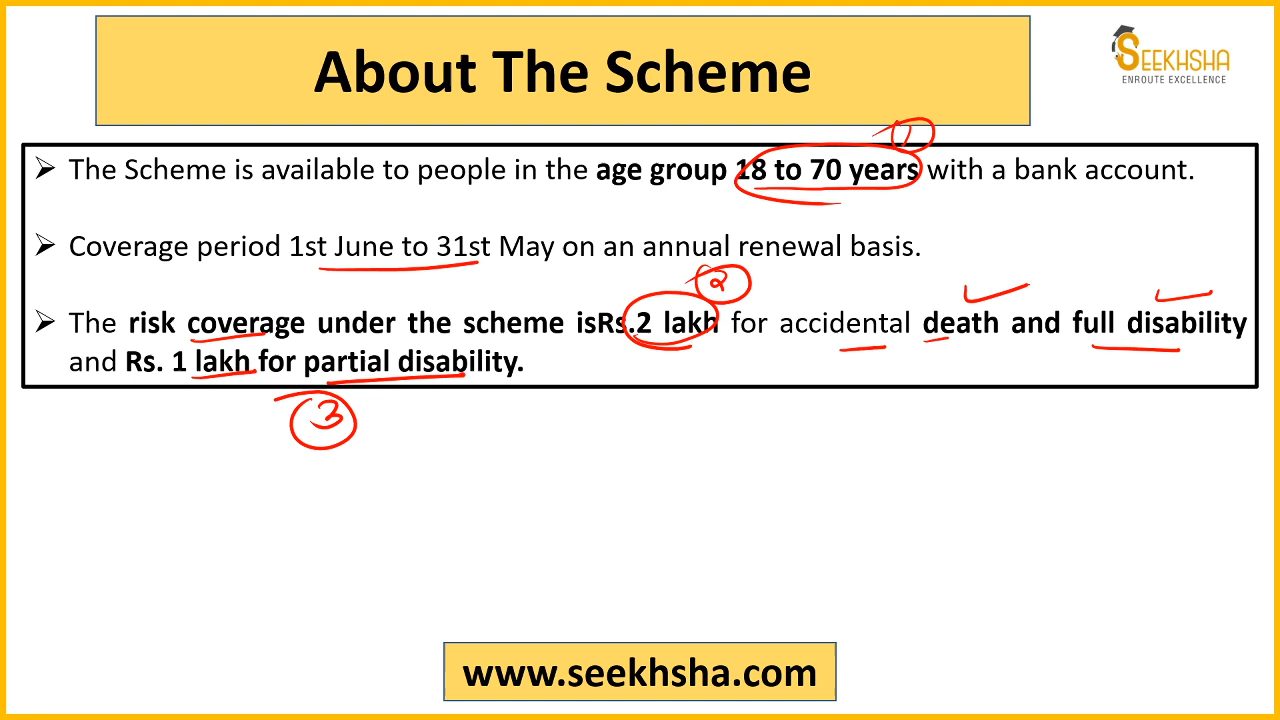 About The Scheme
SEEKHSHA
ENROUTE EXCELLENCE
1
➢ The Scheme is available to people in the age group 18 to 70 years with a bank account.
➢ Coverage period 1st June to 31st May on an annual renewal basis.
2
➢ The risk coverage under the scheme isRs.2 lakh for accidental death and full disability
and Rs. 1 lakh for partial disability.
3
www.seekhsha.com